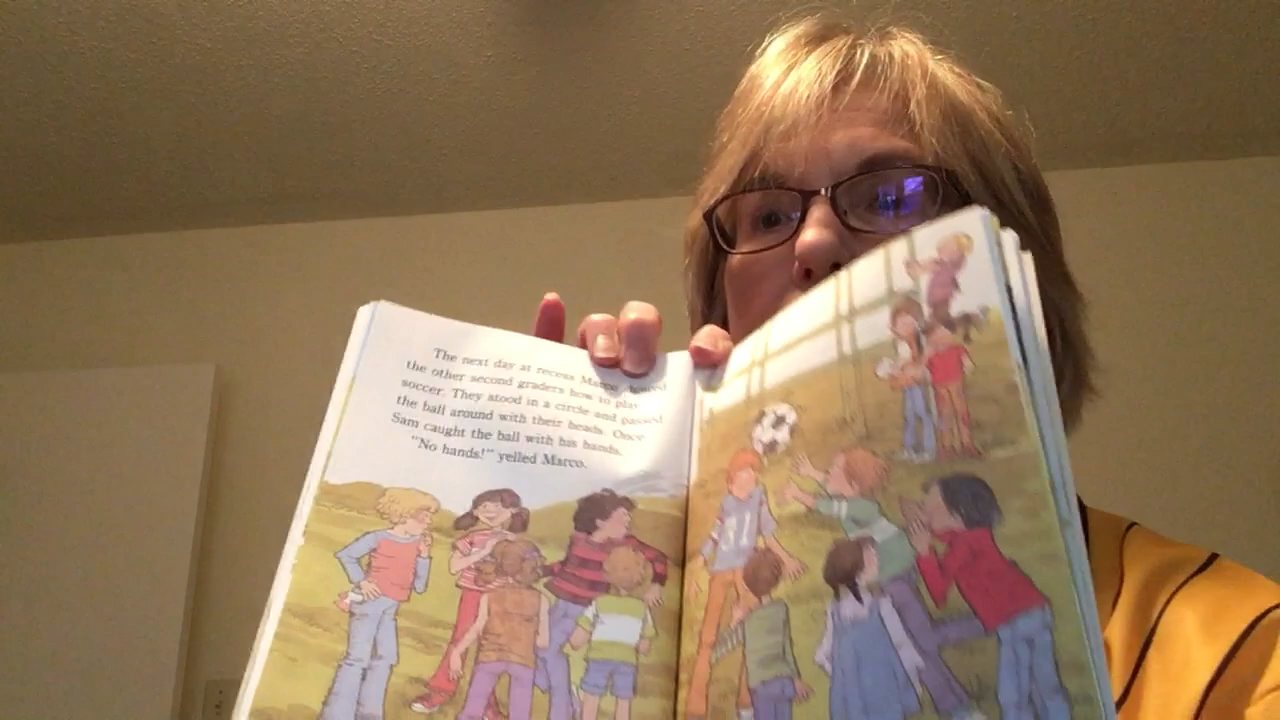 The next day at recess Marco
the other second graders how to play
soccer. They stood in a circle and passed
the ball around with their heads. Once
Sam caught the ball with his hands.
"No hands!" yelled Marco.